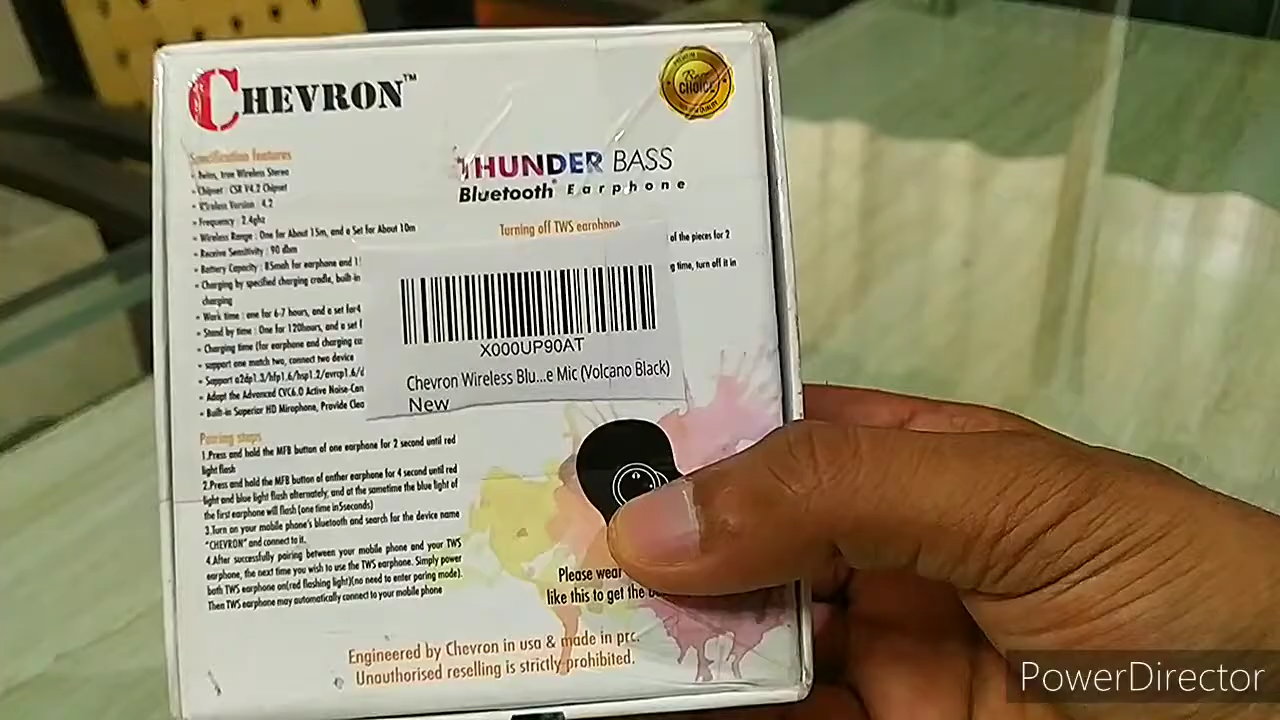 CHEVRON™
PREMIUM
Best
CHOICE
QUALITY
THUNDER BASS
Bluetooth® Earphone
Specification features
- Twins, true Wireless Stereo
- Chipset : CSR V4.2 Chipset
- Wireless Version : 4.2
- Frequency : 2.4ghz
- Wireless Range : One for About 15m, and a Set for About 10m
- Receive Sensitivity : 90 dbm
- Battery Capacity : 85mah for earphone and
- Charging by specified charging cradle, built-in
charging
- Work time : one for 6-7 hours, and a set for4
- Stand by time : One for 120hours, and a set
- Charging time (for earphone and charging
- support one match two, connect two device
- Support a2dp1.3/hfp1.6/hsp1.2/avrcp1.6/d
- Adopt the Advanced CVC6.0 Active Noise-Can
- Built-in Superior HD Mirophone, Provide Clea
Turning off TWS earphone
of the pieces for 2
g time, turn off it in
X000UP90AT
Chevron Wireless Blu...e Mic (Volcano Black)
New
Pairing steps
1.Press and hold the MFB button of one earphone for 2 second until red
light flash
2.Press and hold the MFB button of anther earphone for 4 second until red
light and blue light flash alternately, and at the sametime the blue light of
the first earphone will flash (one time in5seconds)
3.Turn on your mobile phone's bluetooth and search for the device name
"CHEVRON" and connect to it.
4.After successfully pairing between your mobile phone and your TWS
earphone, the next time you wish to use the TWS earphone. Simply power
both TWS earphone on(red flashing light)(no need to enter paring mode).
Then TWS earphone may automatically connect to your mobile phone
Please wear
like this to get the
Engineered by Chevron in usa & made in prc.
Unauthorised reselling is strictly prohibited.
PowerDirector